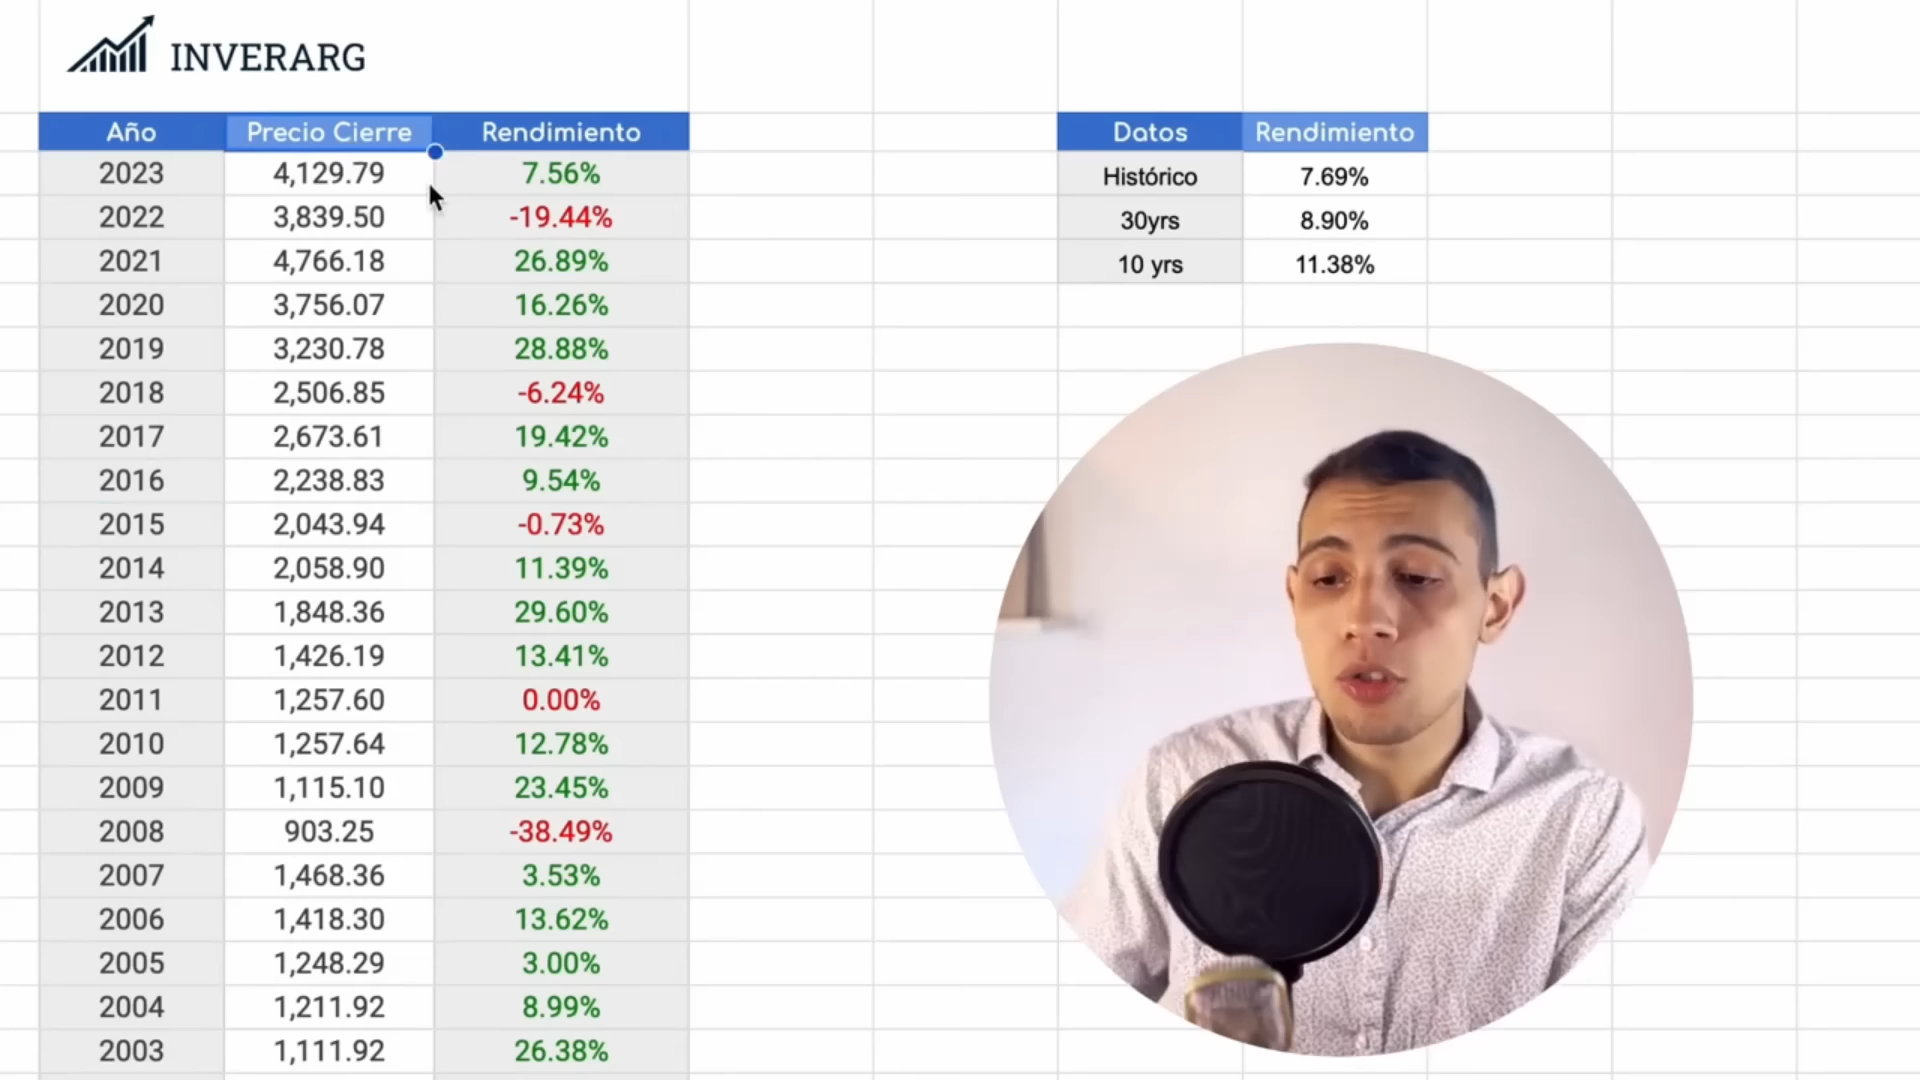 INVERARG
Año Precio Cierre Rendimiento
2023 4,129.79 7.56%
2022 3,839.50 -19.44%
2021 4,766.18 26.89%
2020 3,756.07 16.26%
2019 3,230.78 28.88%
2018 2,506.85 -6.24%
2017 2,673.61 19.42%
2016 2,238.83 9.54%
2015 2,043.94 -0.73%
2014 2,058.90 11.39%
2013 1,848.36 29.60%
2012 1,426.19 13.41%
2011 1,257.60 0.00%
2010 1,257.64 12.78%
2009 1,115.10 23.45%
2008 903.25 -38.49%
2007 1,468.36 3.53%
2006 1,418.30 13.62%
2005 1,248.29 3.00%
2004 1,211.92 8.99%
2003 1,111.92 26.38%
Datos Rendimiento
Histórico 7.69%
30yrs 8.90%
10 yrs 11.38%